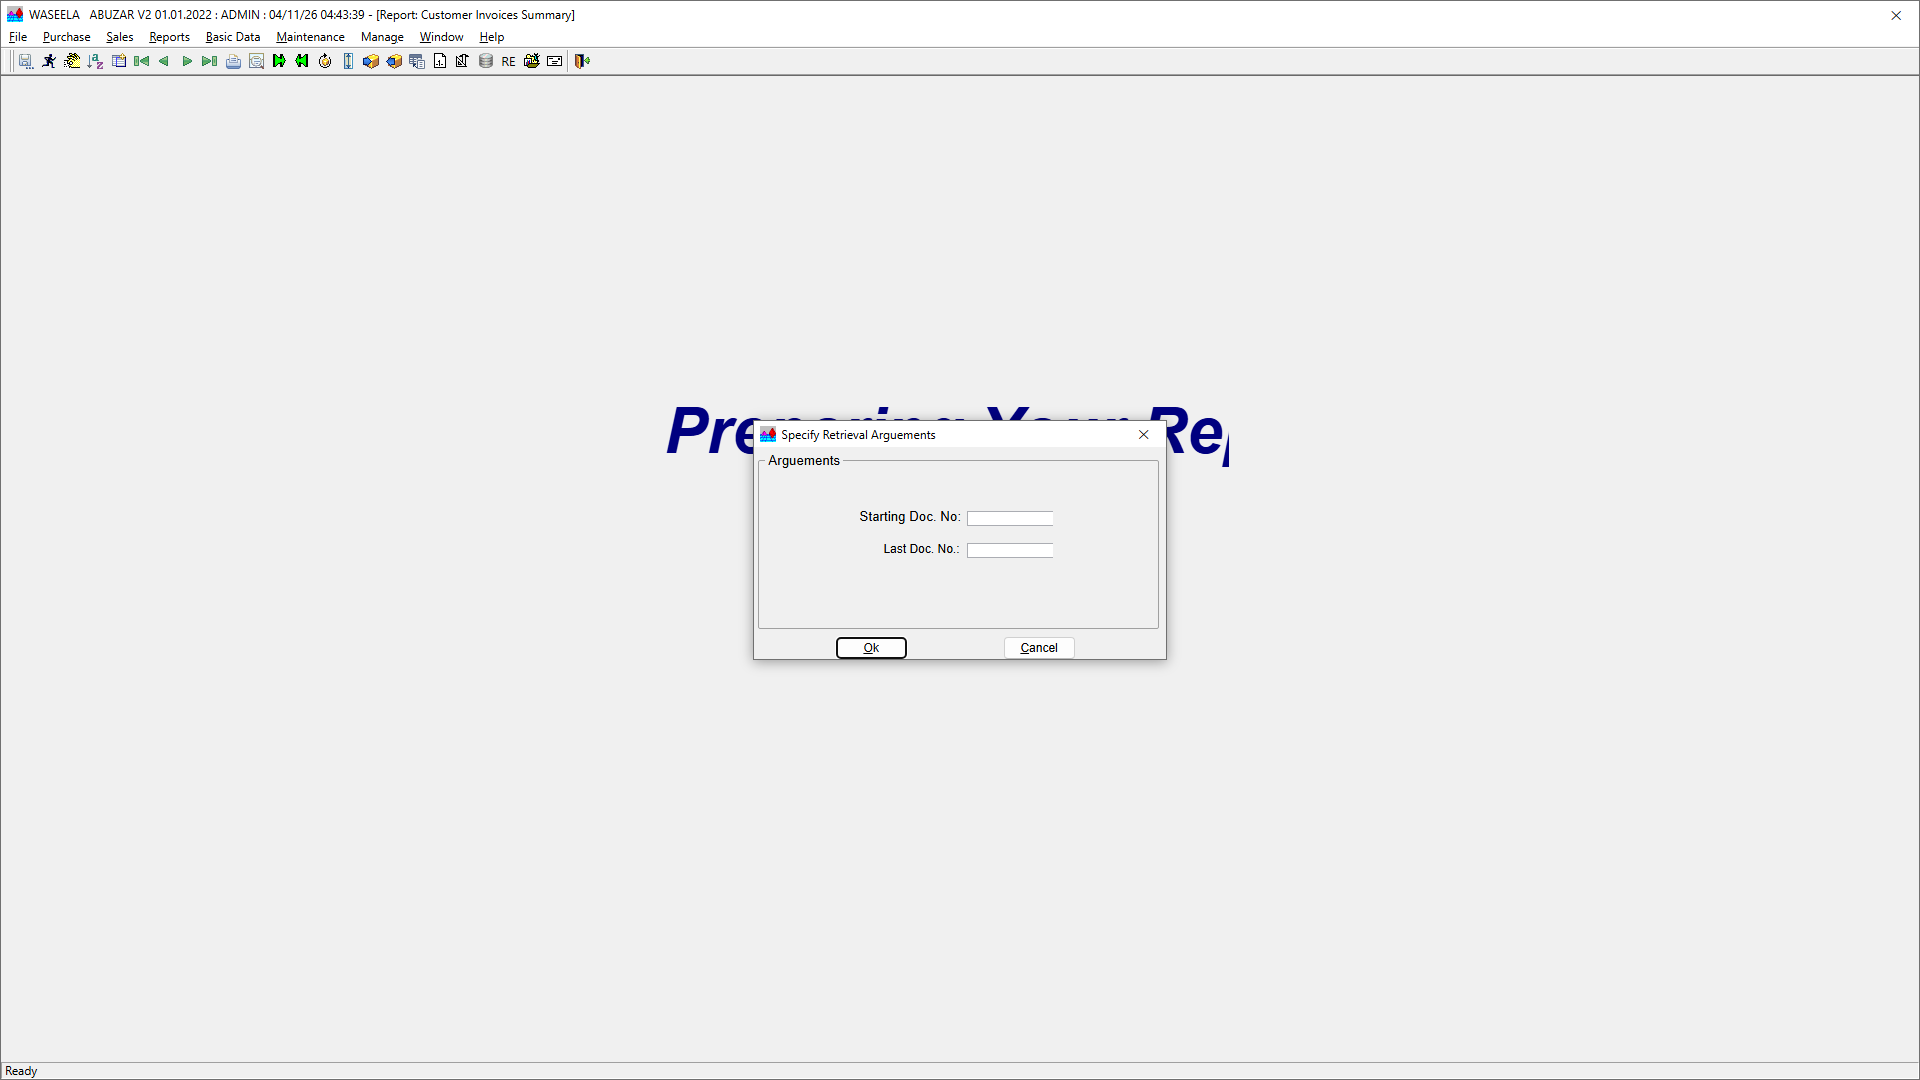 WASEELA ABUZAR V2 01.01.2022 : ADMIN : 04/11/26 04:43:39 - [Report: Customer Invoices Summary]
File Purchase Sales Reports Basic Data Maintenance Manage Window Help
RE
Specify Retrieval Arguements
Arguements
Starting Doc. No:
Last Doc. No.:
Ok Cancel
Ready